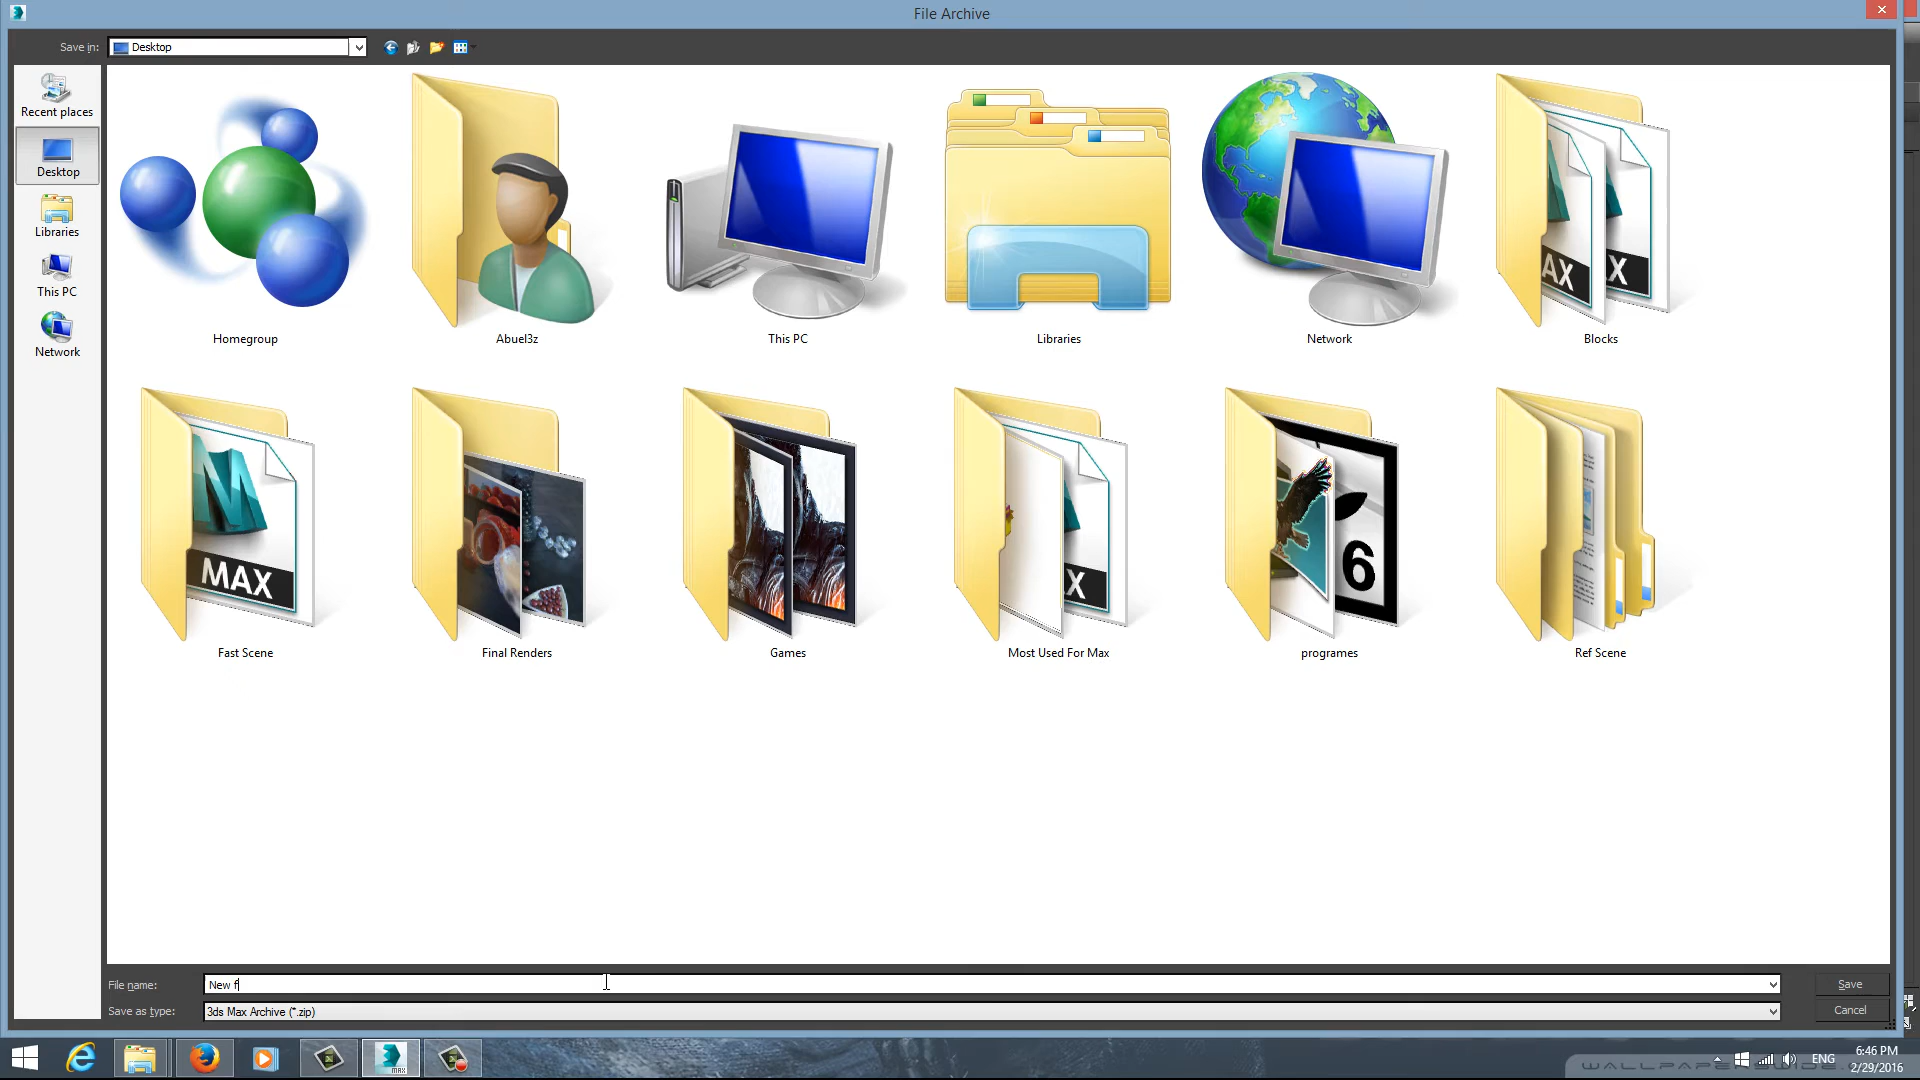 File Archive
Save in:
Desktop
Recent places
Desktop
Libraries
This PC
Network
Homegroup
Abuel3z
This PC
Libraries
Network
AX
X
Blocks
MAX
Fast Scene
Final Renders
Games
X
Most Used For Max
6
programes
Ref Scene
File name:
New f
Save
Save as type:
3ds Max Archive (*.zip)
Cancel
MAX
ENG
6:46 PM
2/29/2016